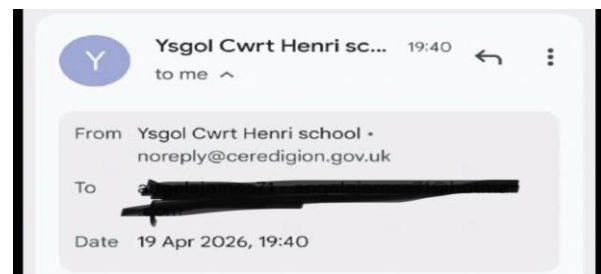 Y
Ysgol Cwrt Henri sc... 19:40
to me
From Ysgol Cwrt Henri school •
noreply@ceredigion.gov.uk
To
Date 19 Apr 2026, 19:40